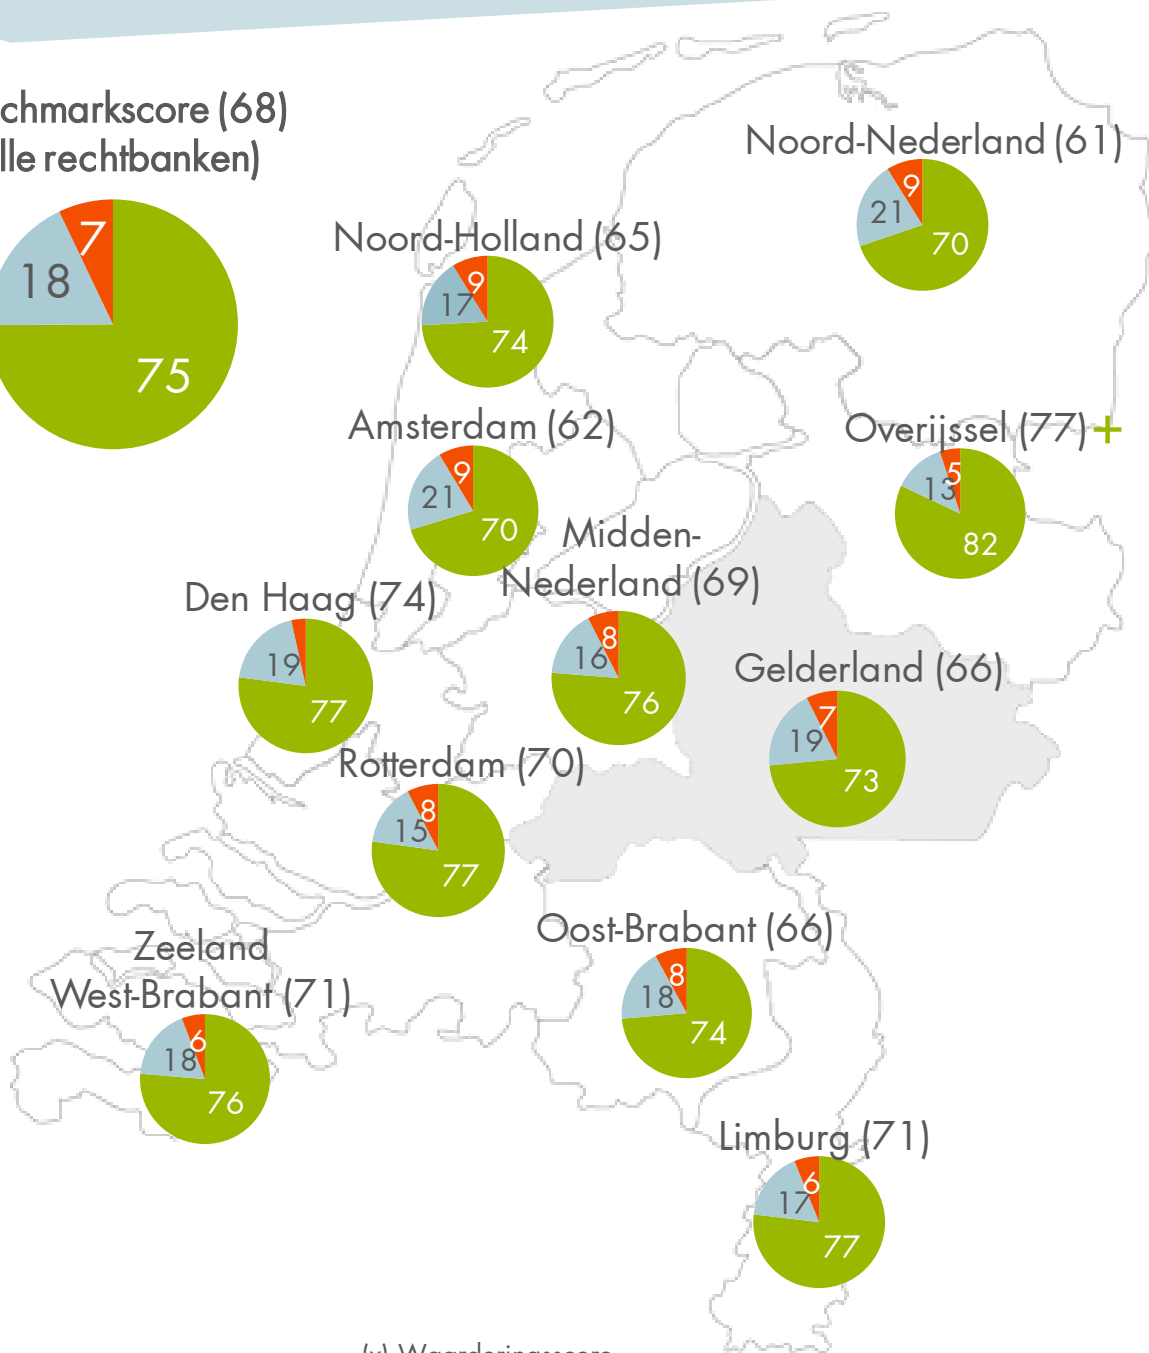 chmarkscore (68)
lle rechtbanken)
7
18
75
Noord-Nederland (61)
9
21
70
Noord-Holland (65)
9
17
74
Amsterdam (62)
9
21
70
Overijssel (77) +
5
13
82
Midden-
Nederland (69)
8
16
76
Den Haag (74)
19
77
Gelderland (66)
7
19
73
Rotterdam (70)
8
15
77
Oost-Brabant (66)
8
18
74
Zeeland
West-Brabant (71)
6
18
76
Limburg (71)
6
17
77
(x) Waarderingsscore